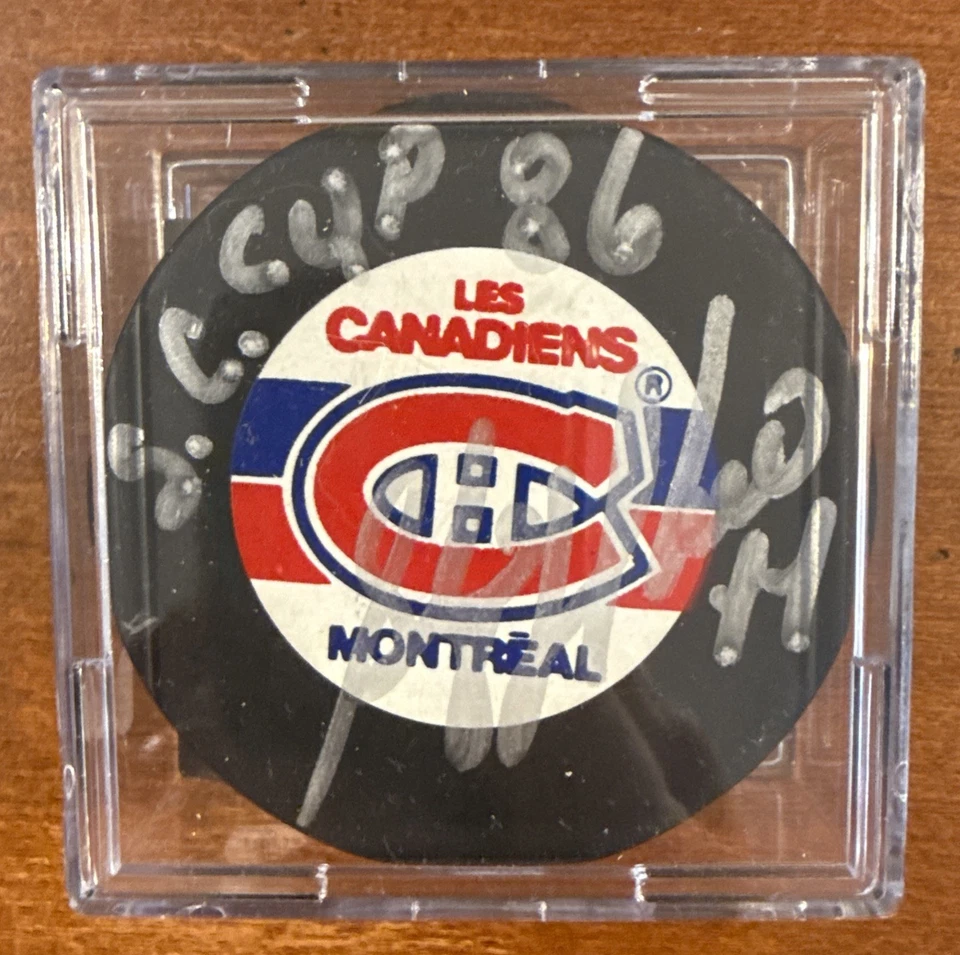 S.C. CUP 86
LES
CANADIENS
®
MONTRÉAL